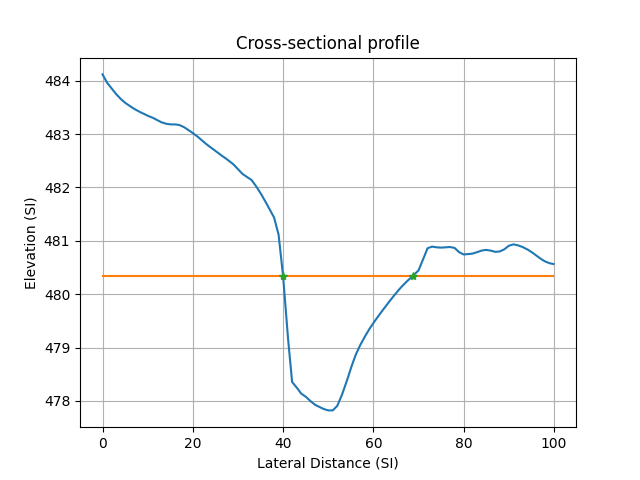 Cross-sectional profile
484
483
482
481
480
479
478
Elevation (SI)
0 20 40 60 80 100
Lateral Distance (SI)